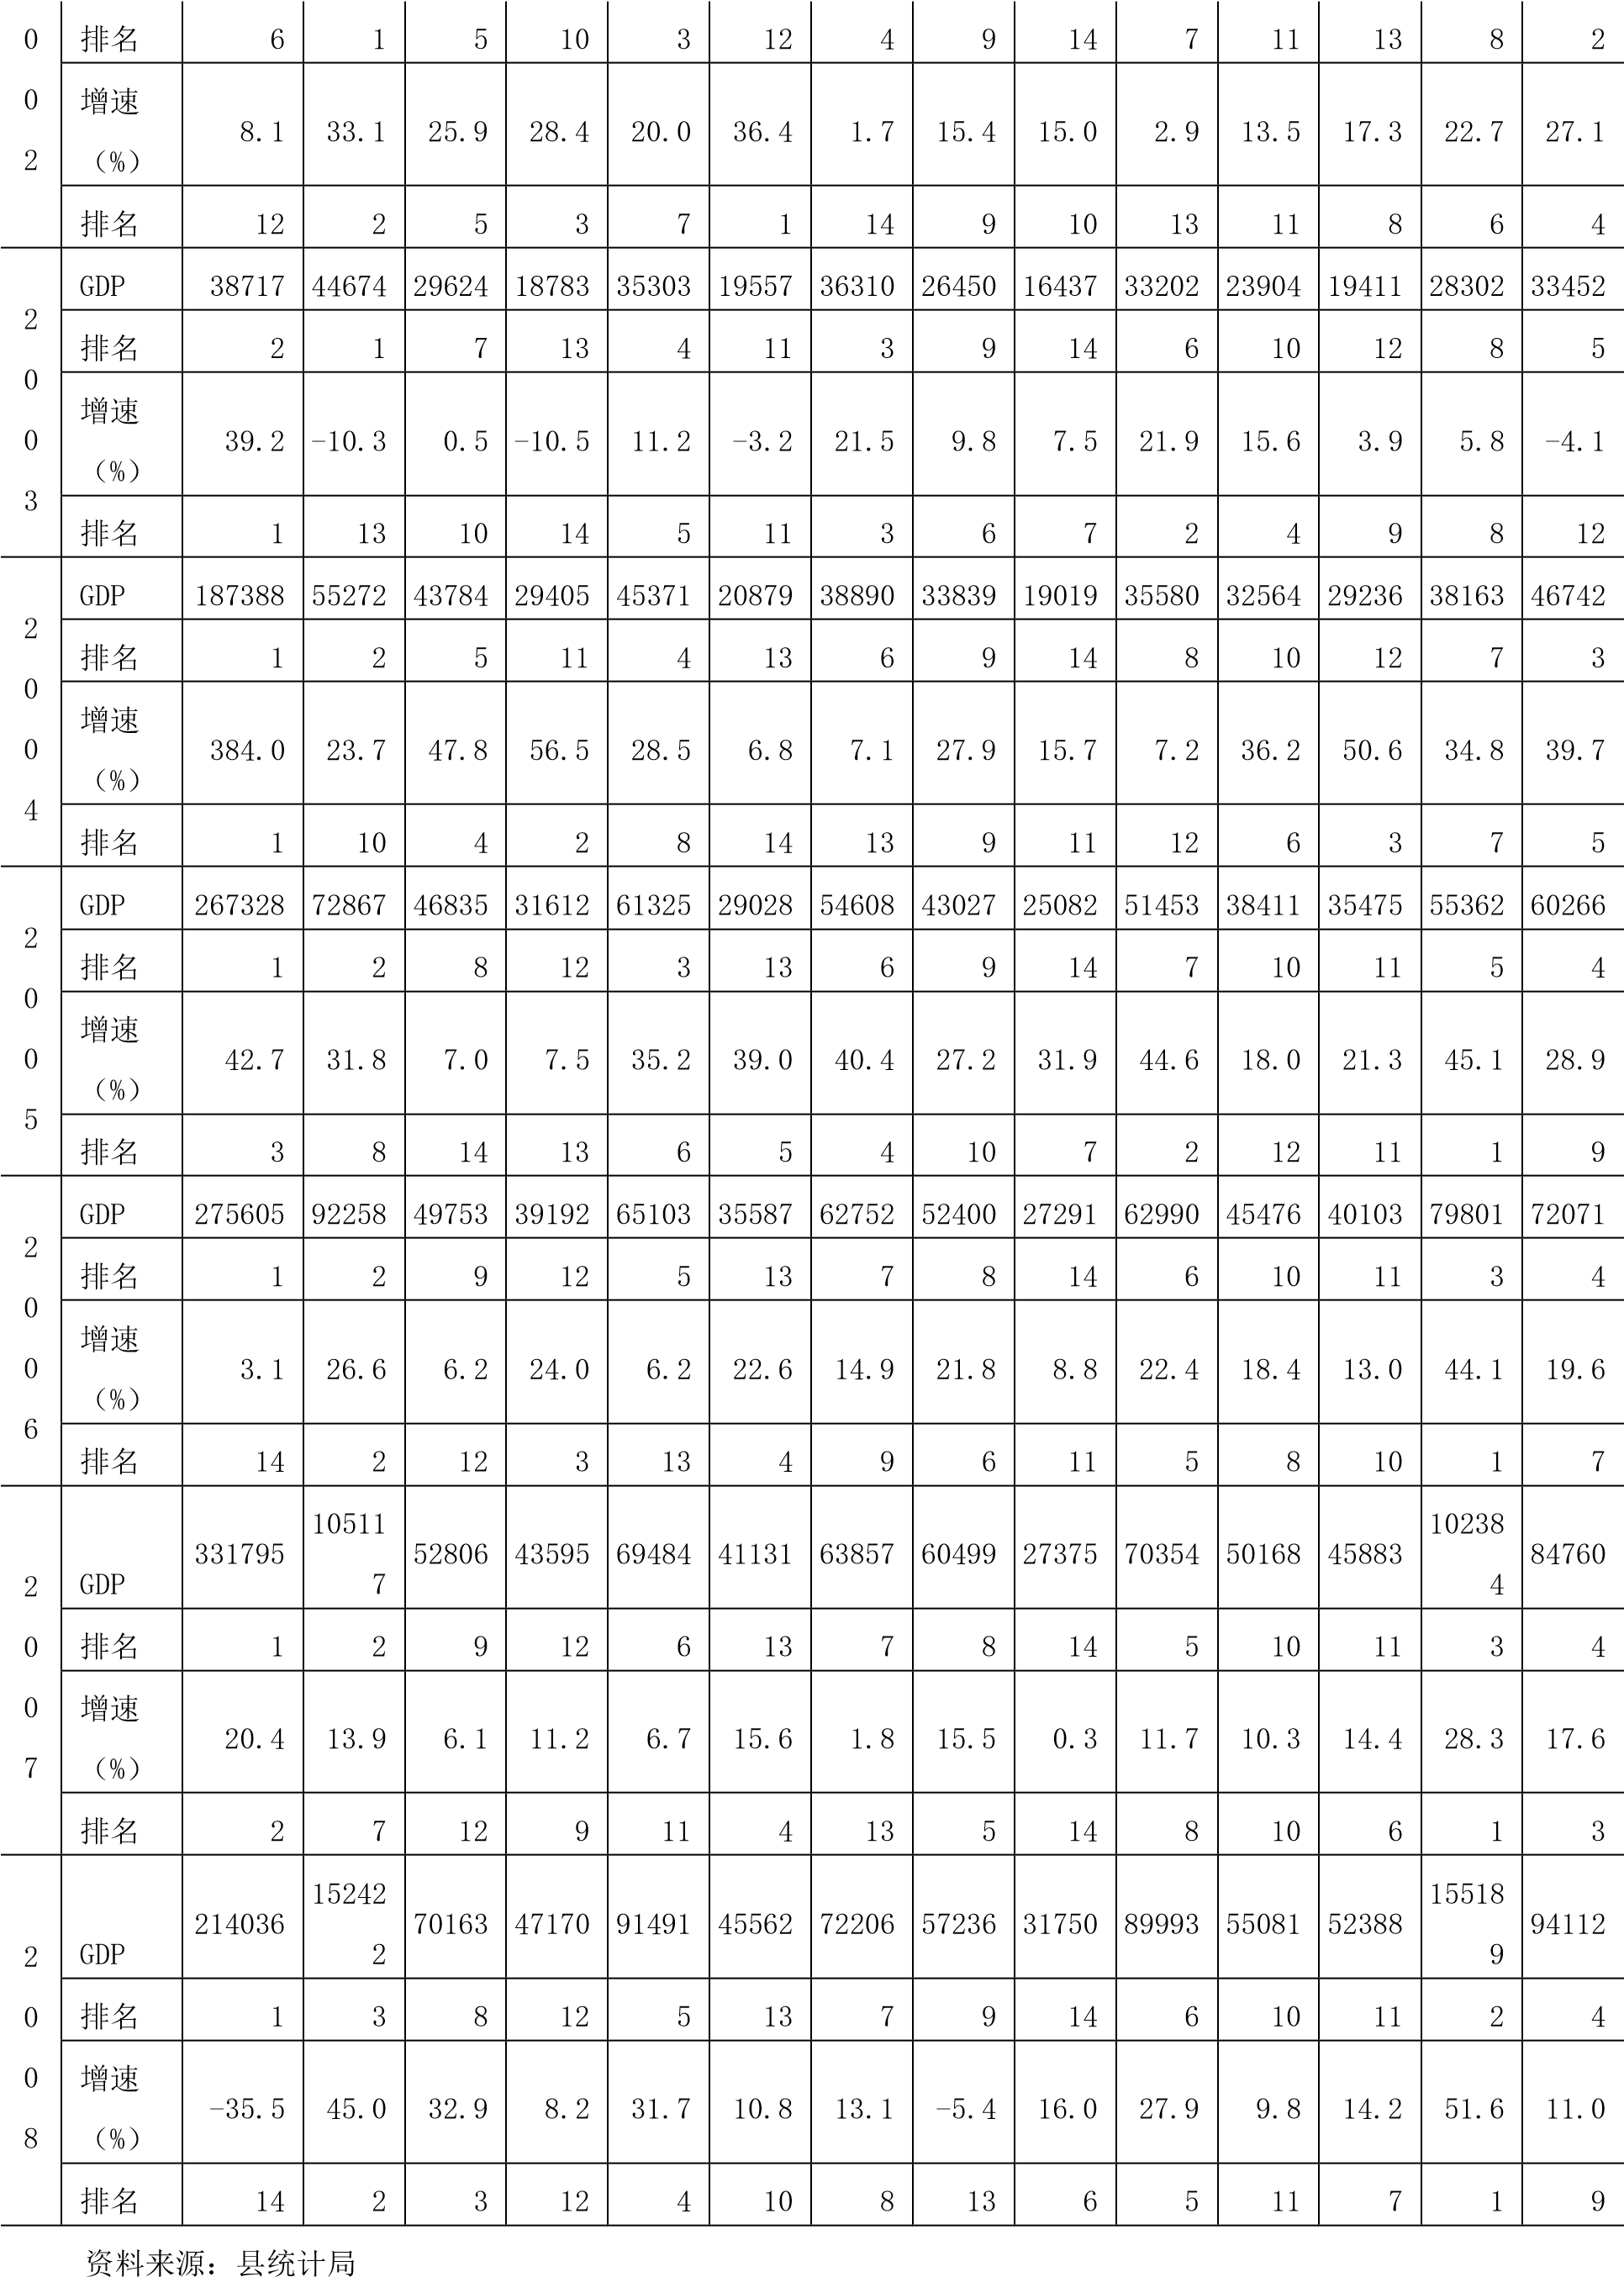 0 排名 6 1 5 10 3 12 4 9 14 7 11 13 8 2
0 增速
2 （%） 8.1 33.1 25.9 28.4 20.0 36.4 1.7 15.4 15.0 2.9 13.5 17.3 22.7 27.1
排名 12 2 5 3 7 1 14 9 10 13 11 8 6 4
GDP 38717 44674 29624 18783 35303 19557 36310 26450 16437 33202 23904 19411 28302 33452
2
排名 2 1 7 13 4 11 3 9 14 6 10 12 8 5
0
增速
0
（%） 39.2 -10.3 0.5 -10.5 11.2 -3.2 21.5 9.8 7.5 21.9 15.6 3.9 5.8 -4.1
3
排名 1 13 10 14 5 11 3 6 7 2 4 9 8 12
GDP 187388 55272 43784 29405 45371 20879 38890 33839 19019 35580 32564 29236 38163 46742
2
排名 1 2 5 11 4 13 6 9 14 8 10 12 7 3
0
增速
0
（%） 384.0 23.7 47.8 56.5 28.5 6.8 7.1 27.9 15.7 7.2 36.2 50.6 34.8 39.7
4
排名 1 10 4 2 8 14 13 9 11 12 6 3 7 5
GDP 267328 72867 46835 31612 61325 29028 54608 43027 25082 51453 38411 35475 55362 60266
2
排名 1 2 8 12 3 13 6 9 14 7 10 11 5 4
0
增速
0
（%） 42.7 31.8 7.0 7.5 35.2 39.0 40.4 27.2 31.9 44.6 18.0 21.3 45.1 28.9
5
排名 3 8 14 13 6 5 4 10 7 2 12 11 1 9
GDP 275605 92258 49753 39192 65103 35587 62752 52400 27291 62990 45476 40103 79801 72071
2
排名 1 2 9 12 5 13 7 8 14 6 10 11 3 4
0
增速
0
（%） 3.1 26.6 6.2 24.0 6.2 22.6 14.9 21.8 8.8 22.4 18.4 13.0 44.1 19.6
6
排名 14 2 12 3 13 4 9 6 11 5 8 10 1 7
2 GDP 331795 105117 52806 43595 69484 41131 63857 60499 27375 70354 50168 45883 102384 84760
0 排名 1 2 9 12 6 13 7 8 14 5 10 11 3 4
0 增速
7 （%） 20.4 13.9 6.1 11.2 6.7 15.6 1.8 15.5 0.3 11.7 10.3 14.4 28.3 17.6
排名 2 7 12 9 11 4 13 5 14 8 10 6 1 3
2 GDP 214036 152422 70163 47170 91491 45562 72206 57236 31750 89993 55081 52388 155189 94112
0 排名 1 3 8 12 5 13 7 9 14 6 10 11 2 4
0 增速
8 （%） -35.5 45.0 32.9 8.2 31.7 10.8 13.1 -5.4 16.0 27.9 9.8 14.2 51.6 11.0
排名 14 2 3 12 4 10 8 13 6 5 11 7 1 9
资料来源：县统计局